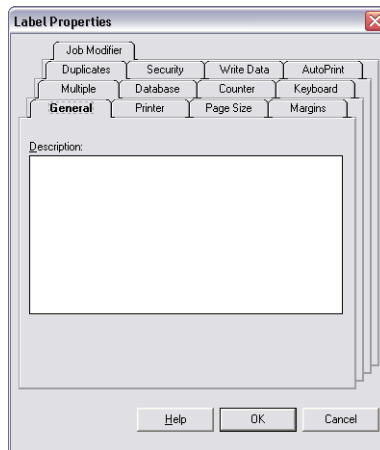 Label Properties
Job Modifier
Duplicates Security Write Data AutoPrint
Multiple Database Counter Keyboard
General Printer Page Size Margins
Description:
Help OK Cancel